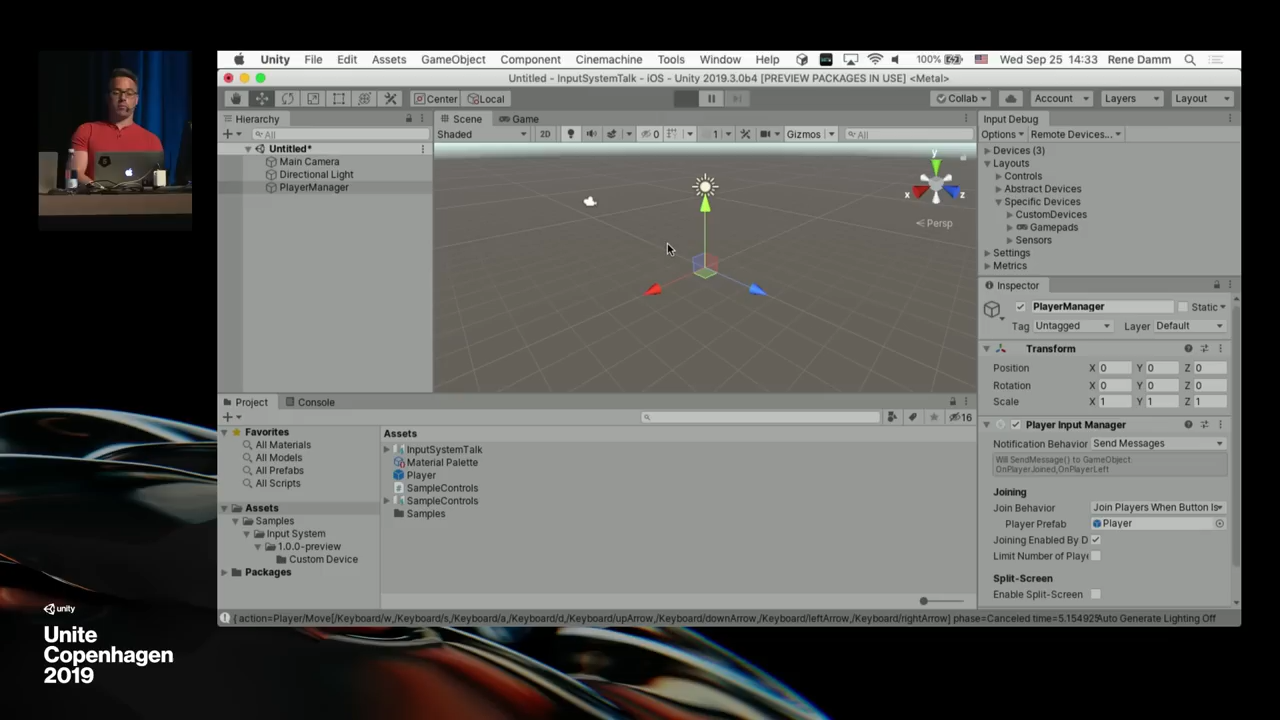 Unity File Edit Assets GameObject Component Cinemachine Tools Window Help 100% Wed Sep 25 14:33 Rene Damm
Untitled - InputSystemTalk - iOS - Unity 2019.3.0b4 [PREVIEW PACKAGES IN USE] <Metal>
Center Local Collab Account Layers Layout
Hierarchy
All
Untitled*
Main Camera
Directional Light
PlayerManager
Scene Game
Shaded 2D 0 1 Gizmos All
y
x z
Persp
Input Debug
Options Remote Devices...
Devices (3)
Layouts
Controls
Abstract Devices
Specific Devices
CustomDevices
Gamepads
Sensors
Settings
Metrics
Inspector
PlayerManager Static
Tag Untagged Layer Default
Transform
Position X 0 Y 0 Z 0
Rotation X 0 Y 0 Z 0
Scale X 1 Y 1 Z 1
Player Input Manager
Notification Behavior Send Messages
Will SendMessage() to GameObject:
OnPlayerJoined,OnPlayerLeft
Joining
Join Behavior Join Players When Button Is
Player Prefab Player
Joining Enabled By D
Limit Number of Playe
Split-Screen
Enable Split-Screen
Project Console
16
Favorites
All Materials
All Models
All Prefabs
All Scripts
Assets
Samples
Input System
1.0.0-preview
Custom Device
Packages
Assets
InputSystemTalk
Material Palette
Player
SampleControls
SampleControls
Samples
{ action=Player/Move[/Keyboard/w,/Keyboard/s,/Keyboard/a,/Keyboard/d,/Keyboard/upArrow,/Keyboard/downArrow,/Keyboard/leftArrow,/Keyboard/rightArrow] phase=Canceled time=5.154925 Auto Generate Lighting Off
unity
Unite
Copenhagen
2019